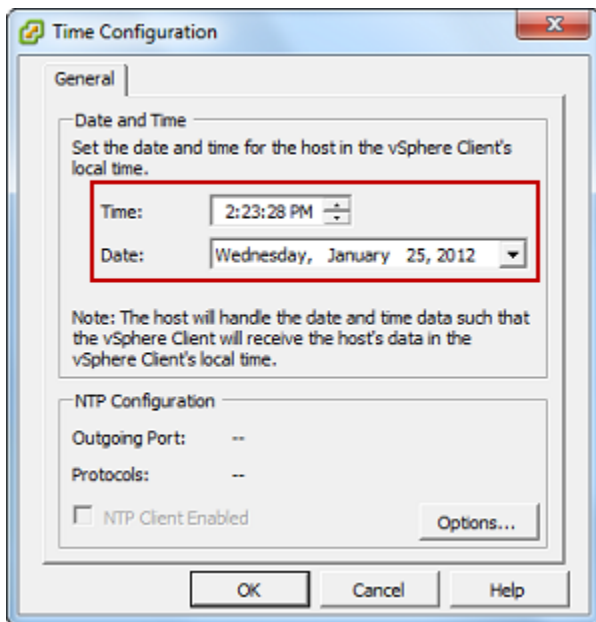 Time Configuration
General
Date and Time
Set the date and time for the host in the vSphere Client's
local time.
Time: 2:23:28 PM
Date: Wednesday, January 25, 2012
Note: The host will handle the date and time data such that
the vSphere Client will receive the host's data in the
vSphere Client's local time.
NTP Configuration
Outgoing Port: --
Protocols: --
NTP Client Enabled Options...
OK Cancel Help